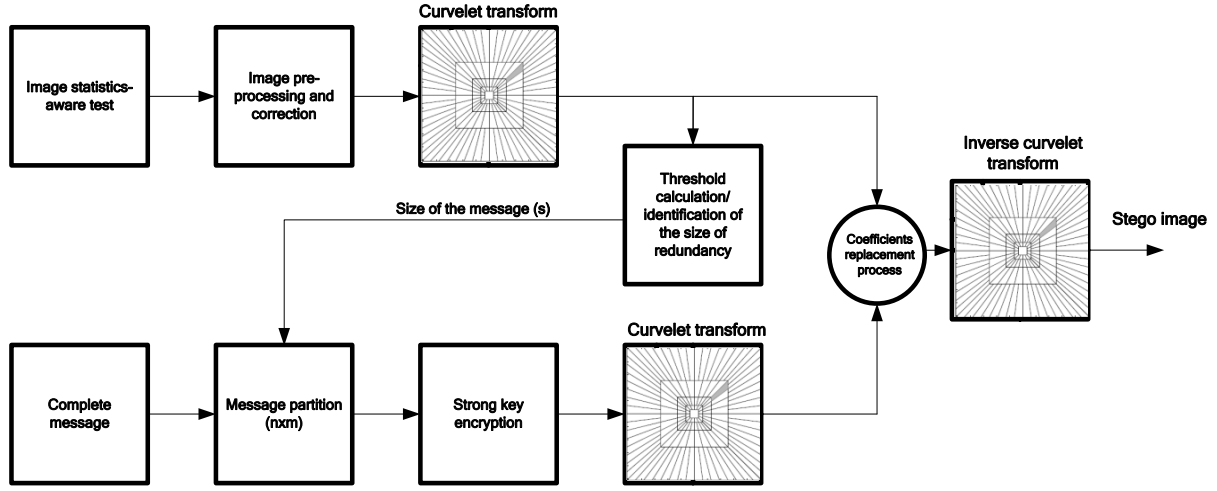 Curvelet transform
Image statistics-
aware test
Image pre-
processing and
correction
Threshold
calculation/
identification of
the size of
redundancy
Inverse curvelet
transform
Size of the message (s)
Coefficients
replacement
process
Stego image
Curvelet transform
Complete
message
Message partition
(nxm)
Strong key
encryption